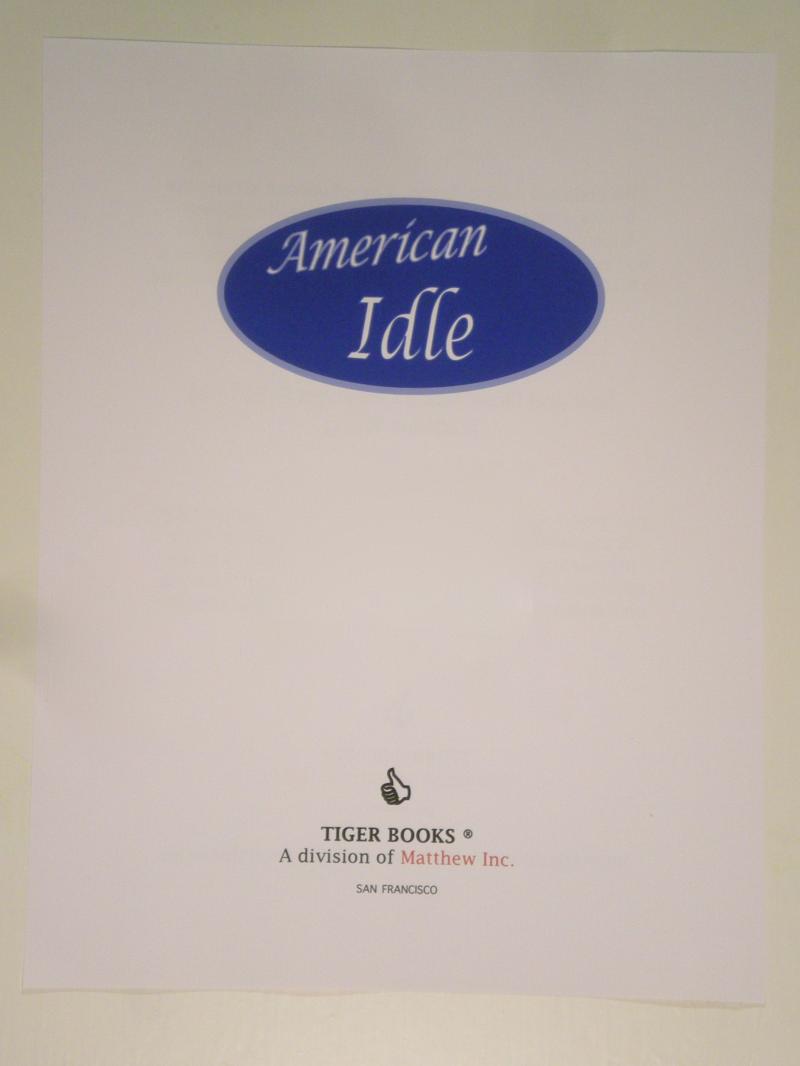 American
Idle
TIGER BOOKS ®
A division of Matthew Inc.
SAN FRANCISCO